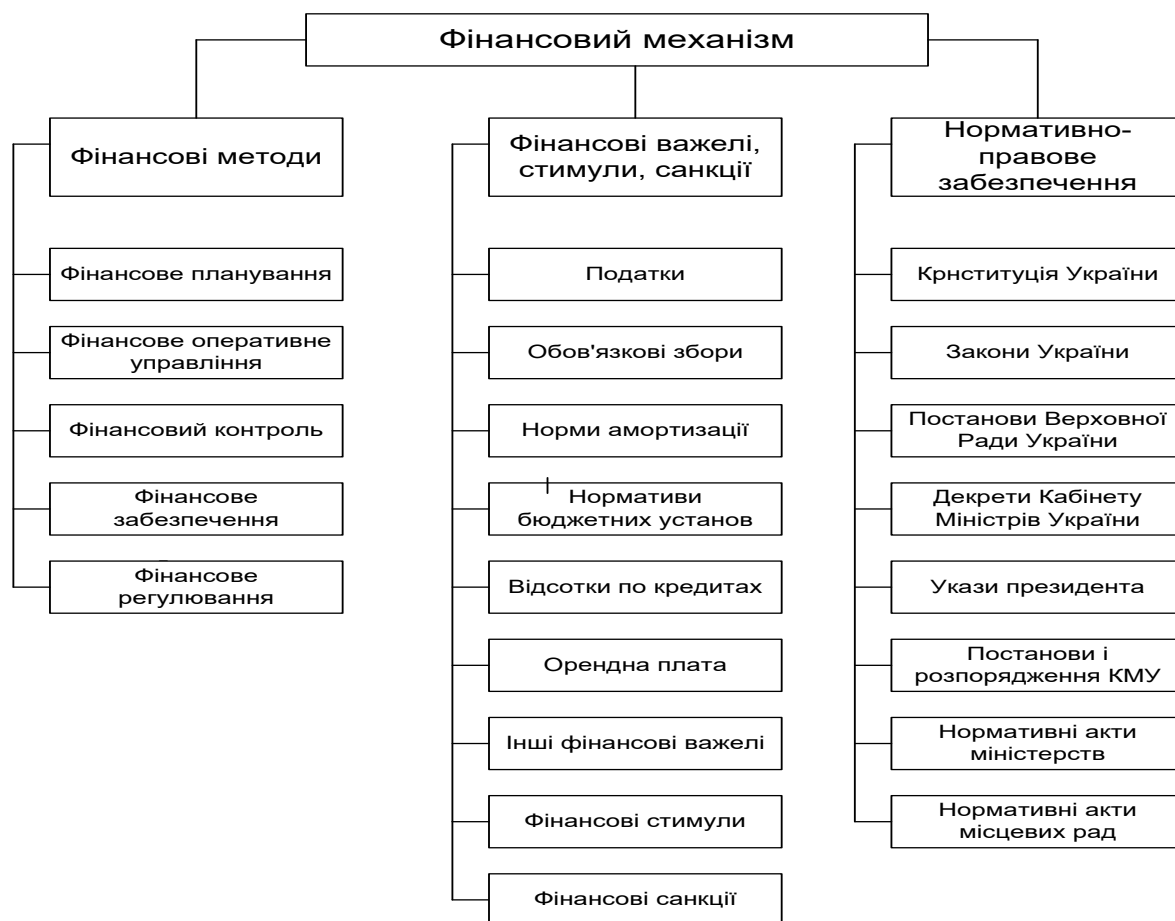 Фінансовий механізм
Фінансові методи
Фінансове планування
Фінансове оперативне
управління
Фінансовий контроль
Фінансове
забезпечення
Фінансове
регулювання
Фінансові важелі,
стимули, санкції
Податки
Обов'язкові збори
Норми амортизації
Нормативи
бюджетних установ
Відсотки по кредитах
Орендна плата
Інші фінансові важелі
Фінансові стимули
Фінансові санкції
Нормативно-
правове
забезпечення
Крнституція України
Закони України
Постанови Верховної
Ради України
Декрети Кабінету
Міністрів України
Укази президента
Постанови і
розпорядження КМУ
Нормативні акти
міністерств
Нормативні акти
місцевих рад